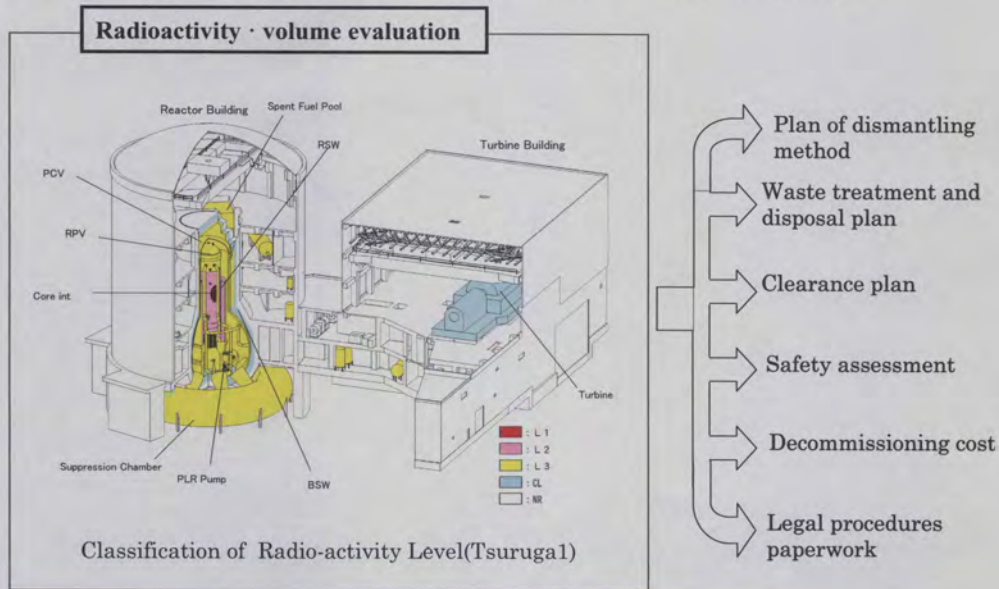 Radioactivity · volume evaluation
Reactor Building
Spent Fuel Pool
RSW
Turbine Building
PCV
RPV
Core int
Turbine
Suppression Chamber
PLR Pump
BSW
: L 1
: L 2
: L 3
: CL
: NR
Classification of Radio-activity Level(Tsuruga1)
Plan of dismantling
method
Waste treatment and
disposal plan
Clearance plan
Safety assessment
Decommissioning cost
Legal procedures
paperwork